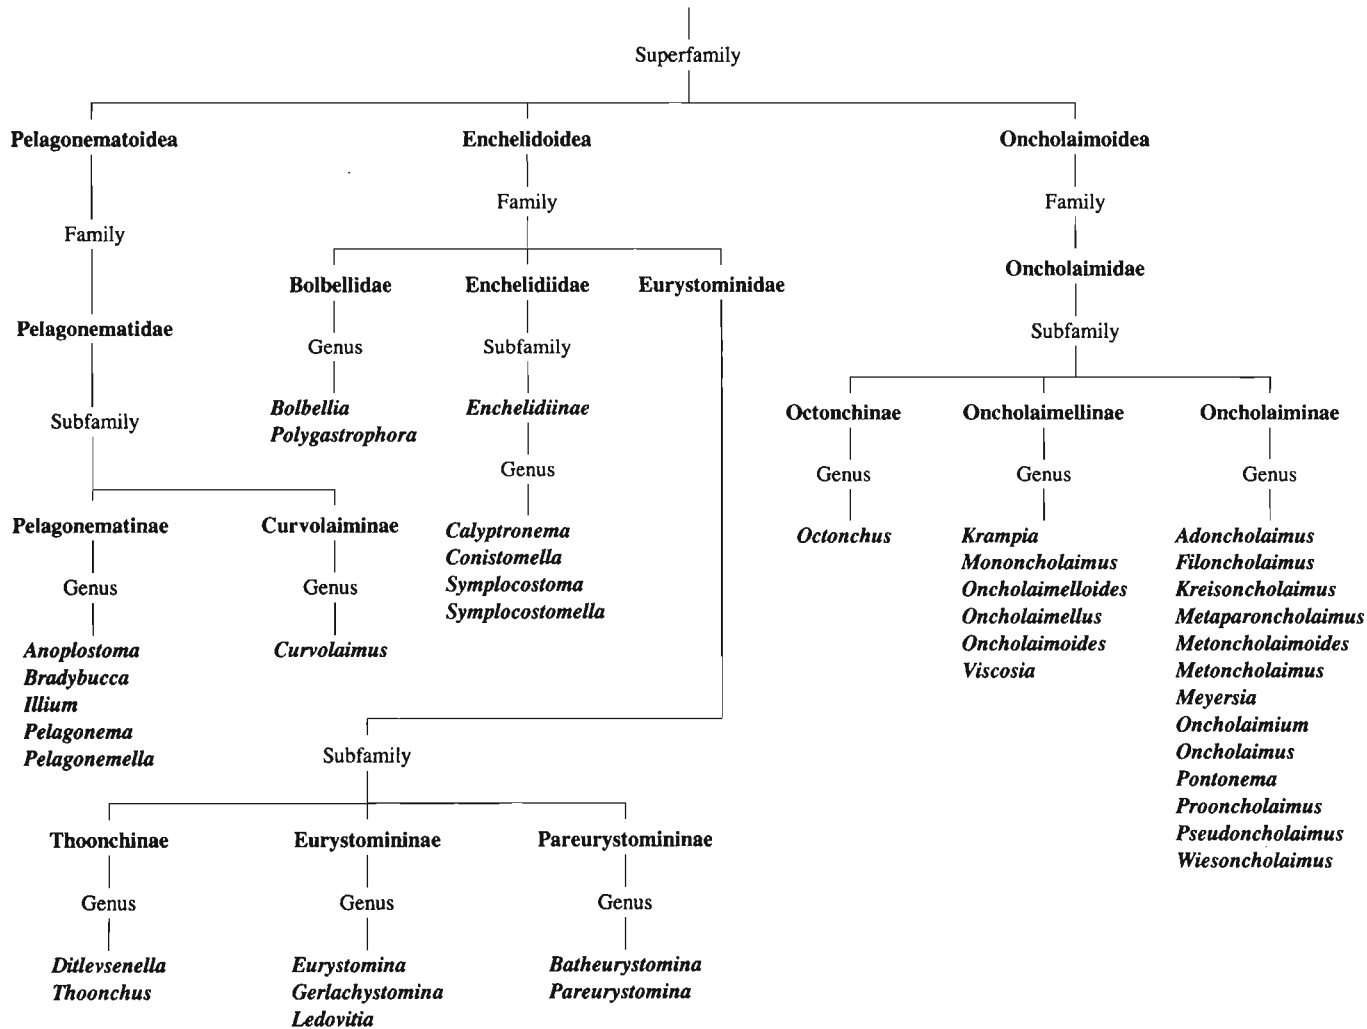 Superfamily
Pelagonematoidea
Enchelidoidea
Oncholaimoidea
Family
Pelagonematidae
Subfamily
Pelagonematinae
Curvolaiminae
Genus
Genus
Anoplostoma
Bradybucca
Illium
Pelagonema
Pelagonemella
Curvolaimus
Family
Bolbellidae
Enchelidiidae
Eurystominidae
Genus
Bolbellia
Polygastrophora
Subfamily
Enchelidiinae
Genus
Calyptronema
Conistomella
Symplocostoma
Symplocostomella
Subfamily
Thoonchinae
Eurystomininae
Pareurystomininae
Genus
Genus
Genus
Ditlevsenella
Thoonchus
Eurystomina
Gerlachystomina
Ledovitia
Batheurystomina
Pareurystomina
Family
Oncholaimidae
Subfamily
Octonchinae
Oncholaimellinae
Oncholaiminae
Genus
Genus
Genus
Octonchus
Krampia
Mononcholaimus
Oncholaimelloides
Oncholaimellus
Oncholaimoides
Viscosia
Adoncholaimus
Filoncholaimus
Kreisoncholaimus
Metaparoncholaimus
Metoncholaimoides
Metoncholaimus
Meyersia
Oncholaimium
Oncholaimus
Pontonema
Prooncholaimus
Pseudoncholaimus
Wiesoncholaimus